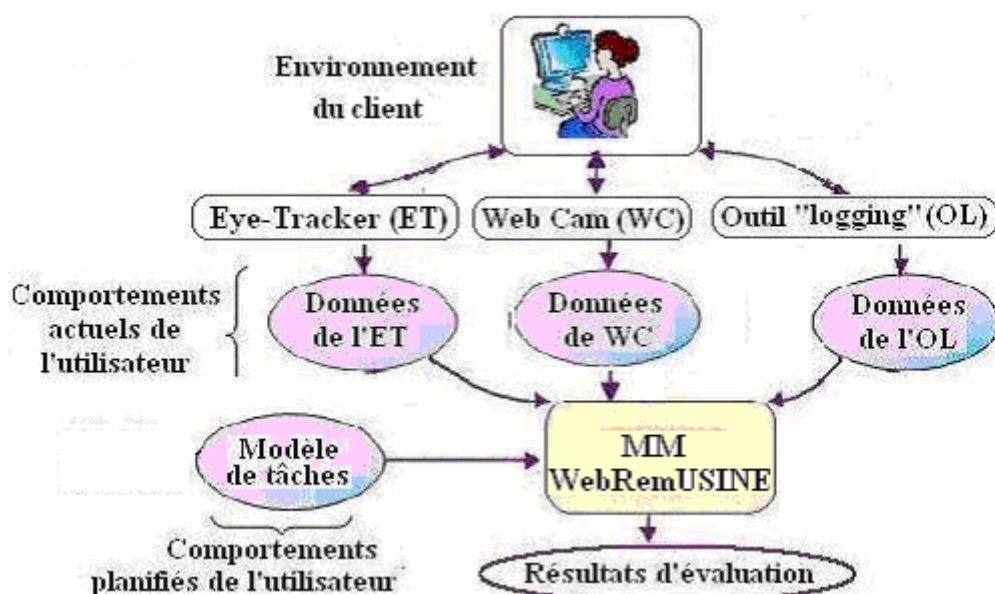 Environnement
du client
Eye-Tracker (ET)
Web Cam (WC)
Outil "logging" (OL)
Comportements
actuels de
l'utilisateur
Données
de l'ET
Données
de WC
Données
de l'OL
Modèle
de tâches
MM
WebRemUSINE
Comportements
planifiés de l'utilisateur
Résultats d'évaluation